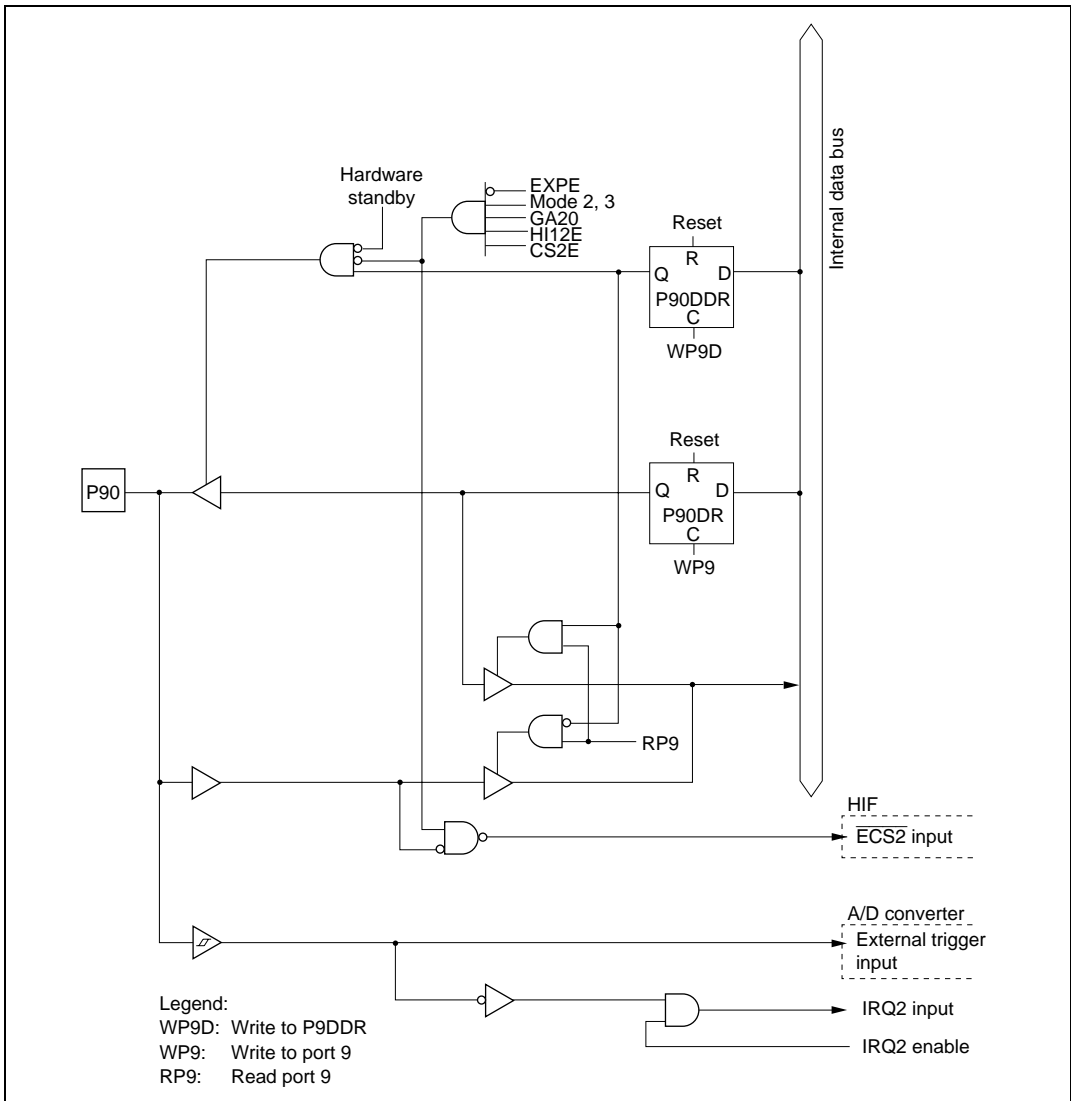 Hardware
standby
EXPE
Mode 2, 3
GA20
HI12E
CS2E
Internal data bus
Reset
R
Q D
P90DDR
C
WP9D
P90
Reset
R
Q D
P90DR
C
WP9
RP9
HIF
ECS2 input
A/D converter
External trigger
input
IRQ2 input
IRQ2 enable
Legend:
WP9D: Write to P9DDR
WP9: Write to port 9
RP9: Read port 9